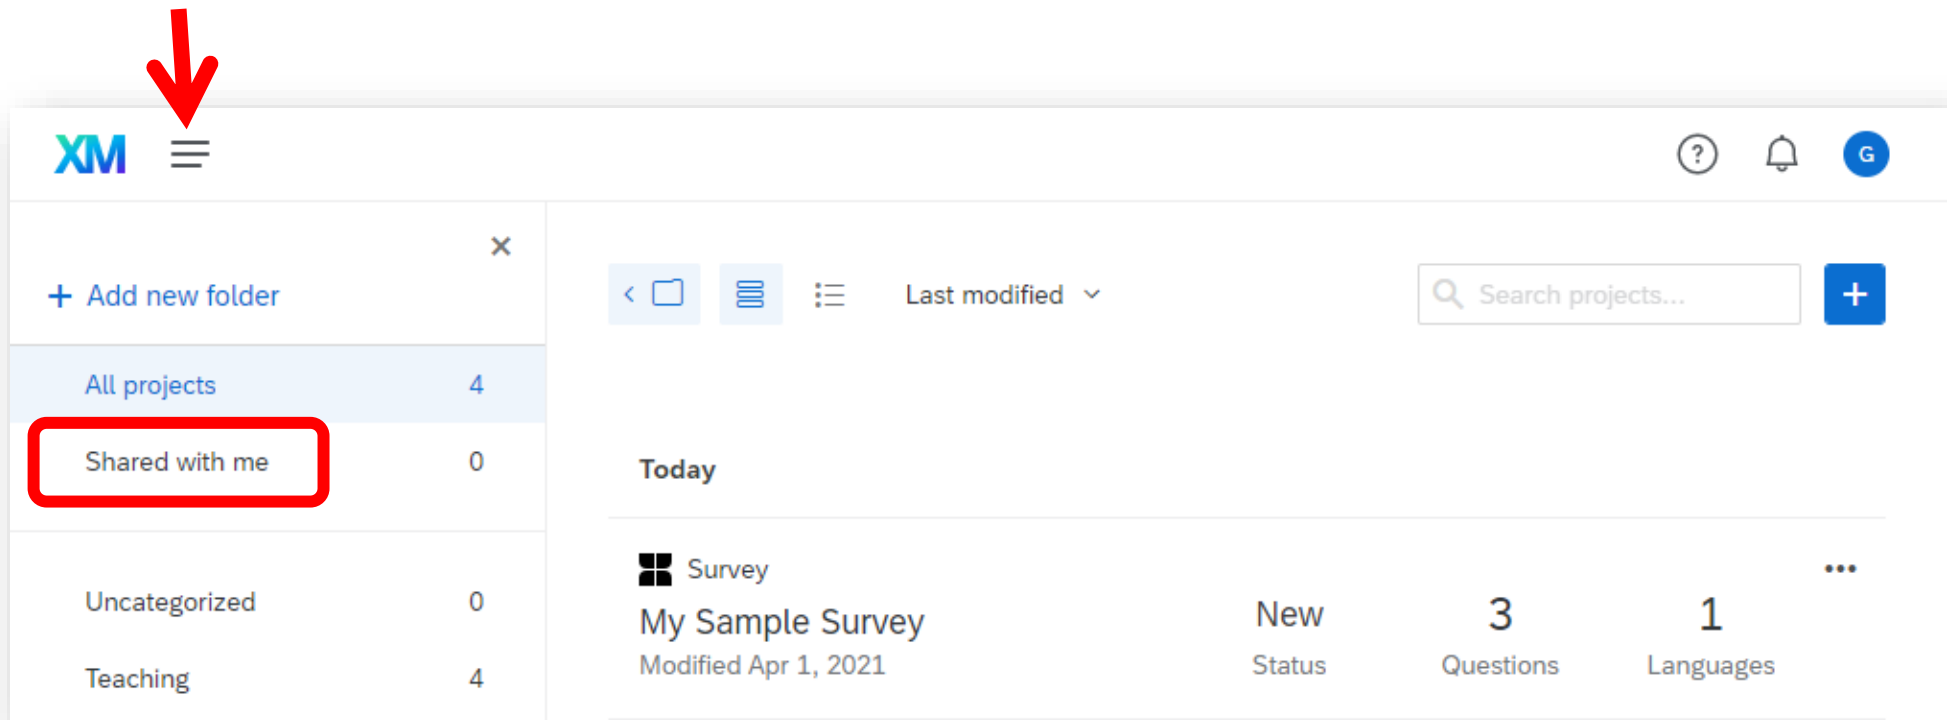 XM
? G
+ Add new folder
Last modified
Search projects...
+
All projects 4
Shared with me 0
Today
Uncategorized 0
Teaching 4
Survey
My Sample Survey
Modified Apr 1, 2021
New
Status
3
Questions
1
Languages